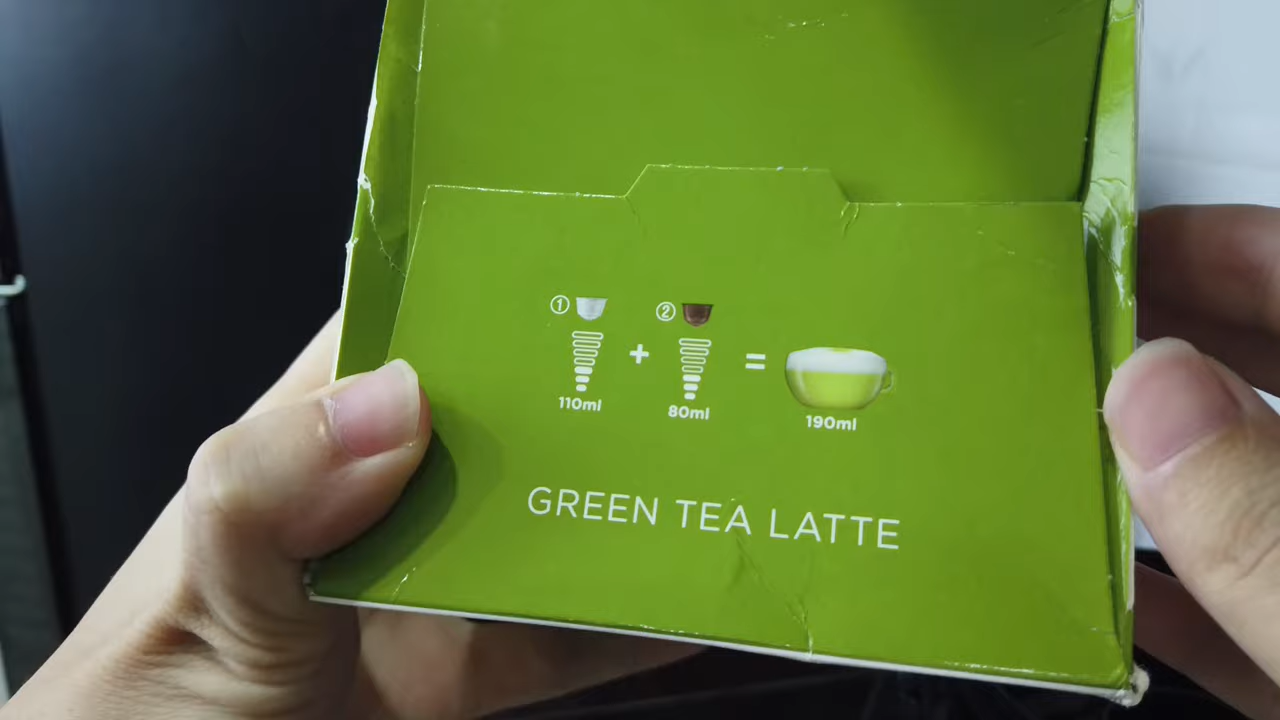 ① ②
+ =
110ml 80ml 190ml
GREEN TEA LATTE